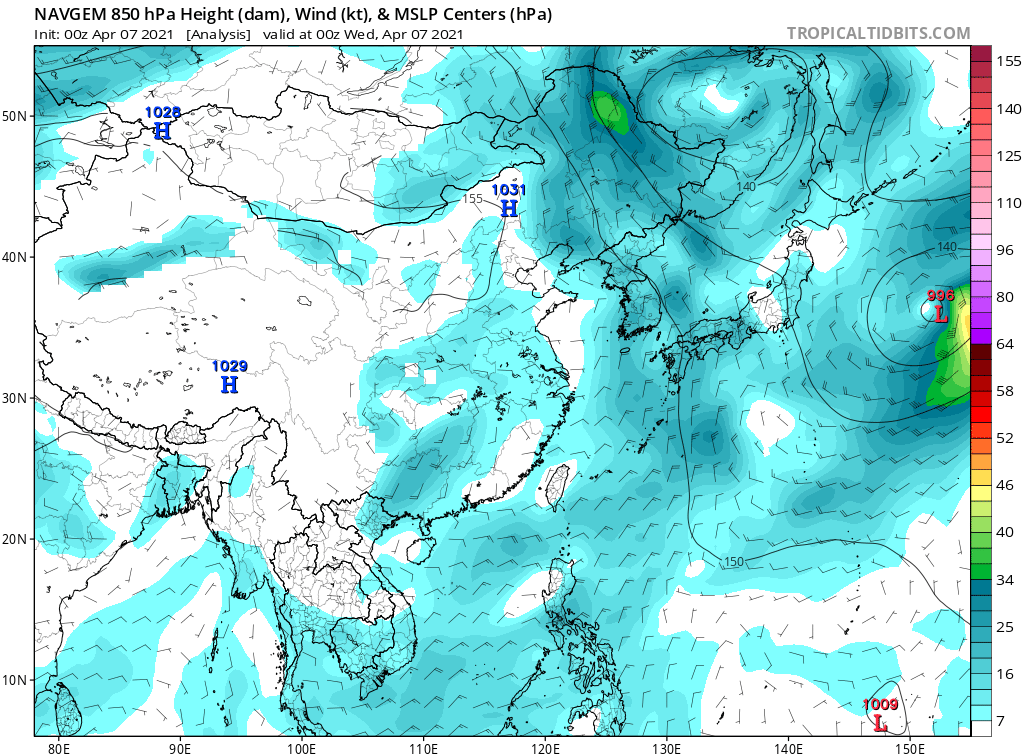 NAVGEM 850 hPa Height (dam), Wind (kt), & MSLP Centers (hPa)
Init: 00z Apr 07 2021 [Analysis] valid at 00z Wed, Apr 07 2021
TROPICALTIDBITS.COM
155
140
125
110
96
80
64
58
52
46
40
34
25
16
7
50N
40N
30N
20N
10N
1028
H
1031
H
155
140
140
996
L
1029
H
150
1009
L
80E
90E
100E
110E
120E
130E
140E
150E